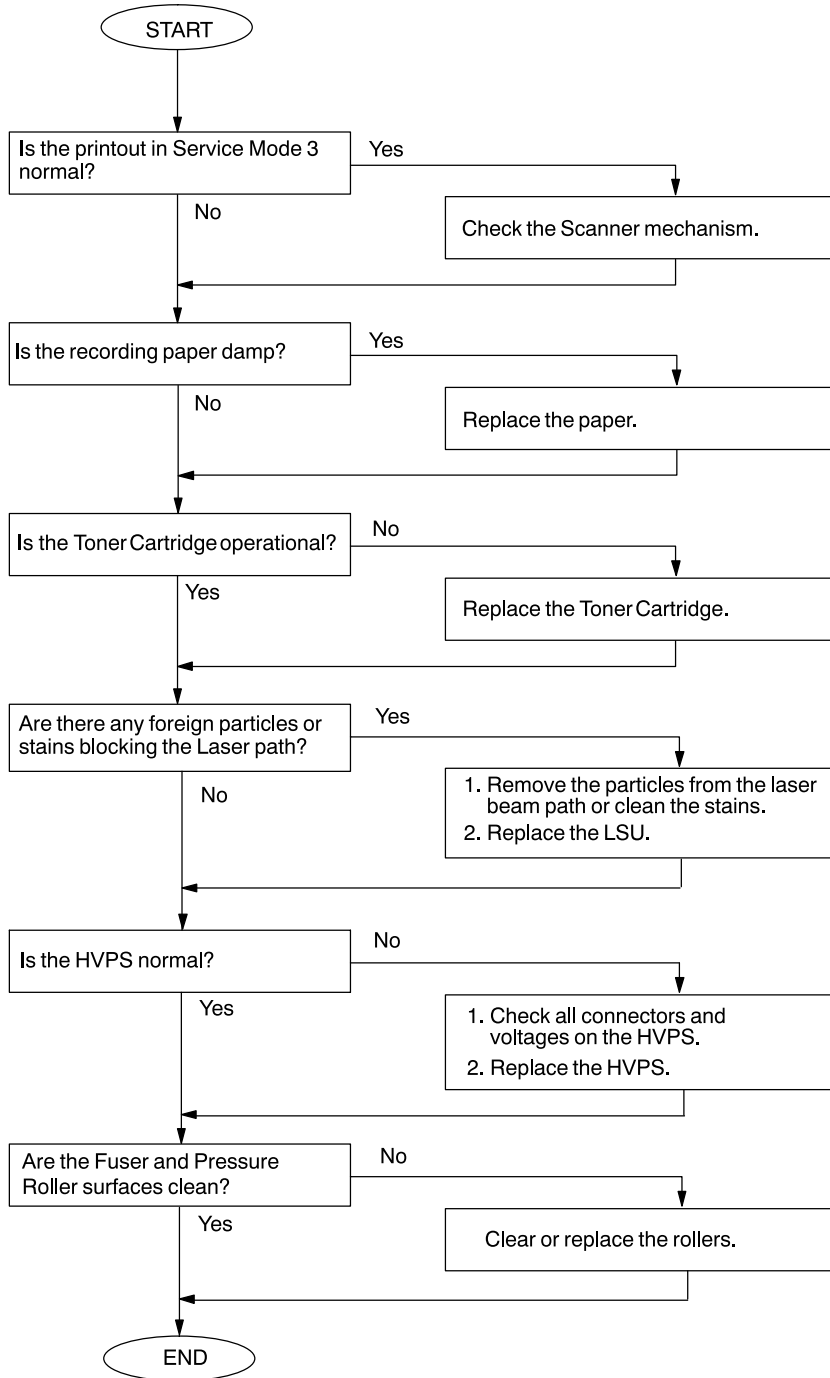 START
Is the printout in Service Mode 3
normal?
Yes
No
Check the Scanner mechanism.
Is the recording paper damp?
Yes
No
Replace the paper.
Is the Toner Cartridge operational?
No
Yes
Replace the Toner Cartridge.
Are there any foreign particles or
stains blocking the Laser path?
Yes
No
1. Remove the particles from the laser
beam path or clean the stains.
2. Replace the LSU.
Is the HVPS normal?
No
Yes
1. Check all connectors and
voltages on the HVPS.
2. Replace the HVPS.
Are the Fuser and Pressure
Roller surfaces clean?
No
Yes
Clear or replace the rollers.
END